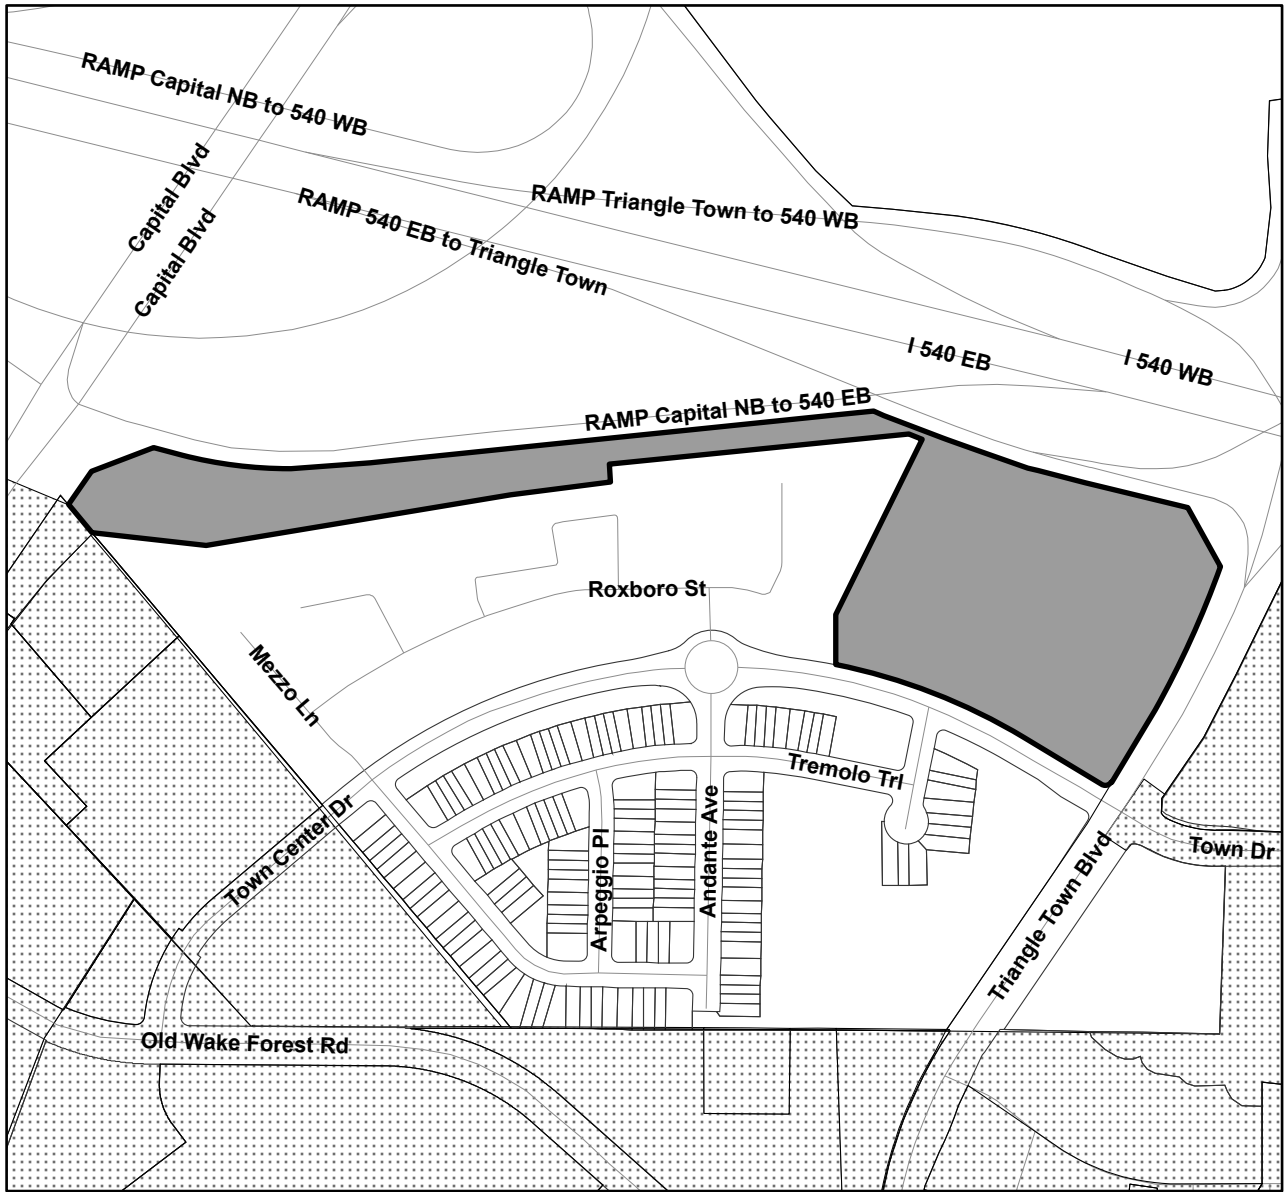 RAMP Capital NB to 540 WB
Capital Blvd
Capital Blvd
RAMP Triangle Town to 540 WB
RAMP 540 EB to Triangle Town
I 540 EB
I 540 WB
RAMP Capital NB to 540 EB
Roxboro St
Mezzo Ln
Tremolo Trl
Town Center Dr
Arpeggio Pl
Andante Ave
Town Dr
Triangle Town Blvd
Old Wake Forest Rd